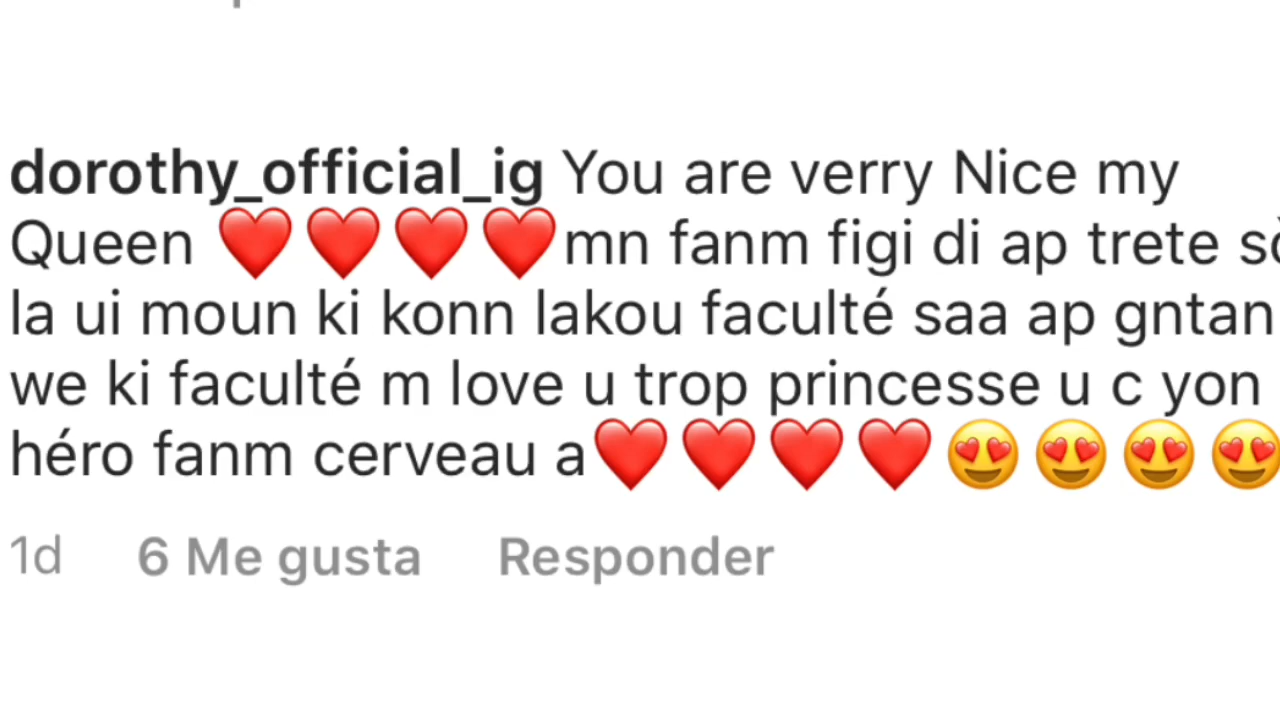 dorothy_official_ig You are verry Nice my
Queen ❤️❤️❤️❤️mn fanm figi di ap trete
la ui moun ki konn lakou faculté saa ap gntan
we ki faculté m love u trop princesse u c yon
héro fanm cerveau a❤️❤️❤️❤️😍😍😍😍
1d 6 Me gusta Responder